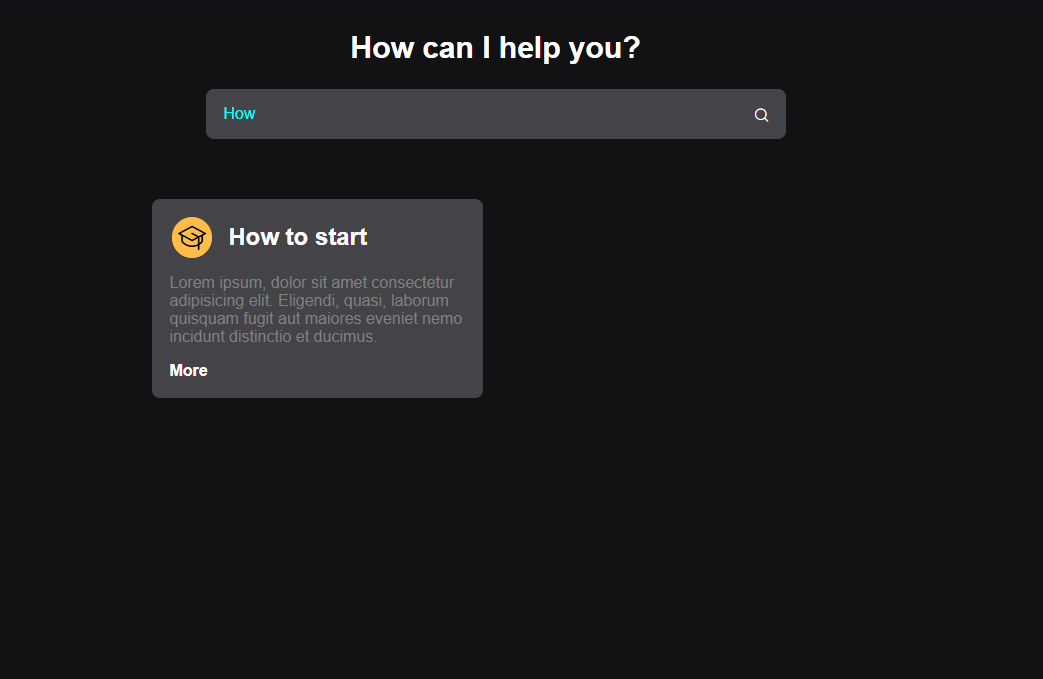 How can I help you?
How
How to start
Lorem ipsum, dolor sit amet consectetur
adipisicing elit. Eligendi, quasi, laborum
quisquam fugit aut maiores eveniet nemo
incidunt distinctio et ducimus.
More